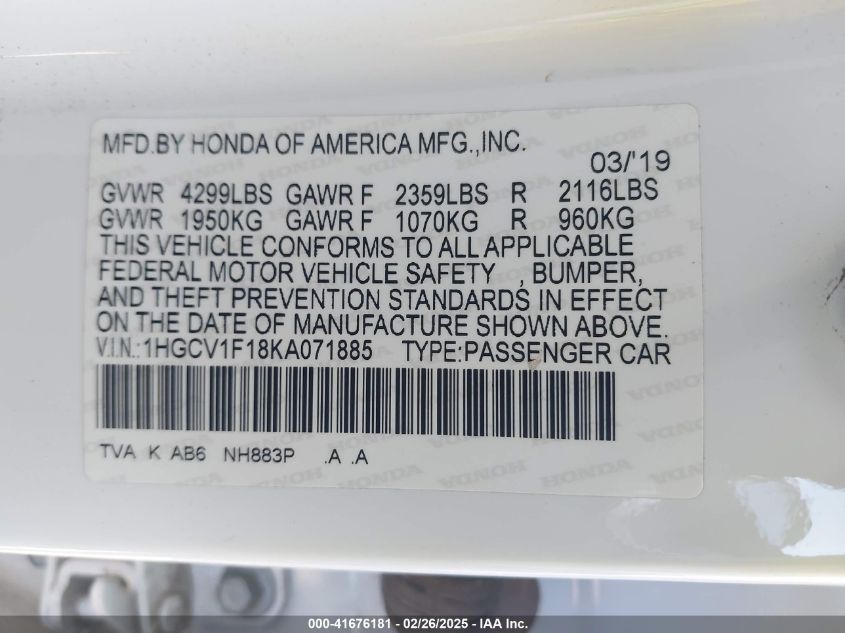 MFD.BY HONDA OF AMERICA MFG.,INC.
03/'19
GVWR 4299LBS GAWR F 2359LBS R 2116LBS
GVWR 1950KG GAWR F 1070KG R 960KG
THIS VEHICLE CONFORMS TO ALL APPLICABLE
FEDERAL MOTOR VEHICLE SAFETY , BUMPER,
AND THEFT PREVENTION STANDARDS IN EFFECT
ON THE DATE OF MANUFACTURE SHOWN ABOVE.
V.I.N.:1HGCV1F18KA071885 TYPE:PASSENGER CAR
TVA K AB6 NH883P .A .A
000-41676181 - 02/26/2025 - IAA Inc.